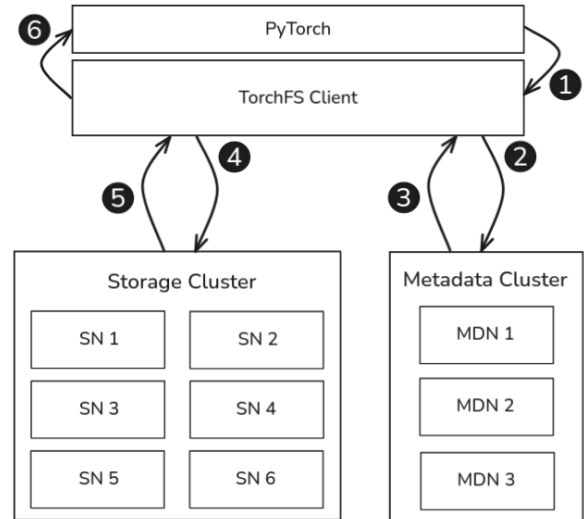 6
PyTorch
1
TorchFS Client
5
4
3
2
Storage Cluster
SN 1
SN 2
SN 3
SN 4
SN 5
SN 6
Metadata Cluster
MDN 1
MDN 2
MDN 3